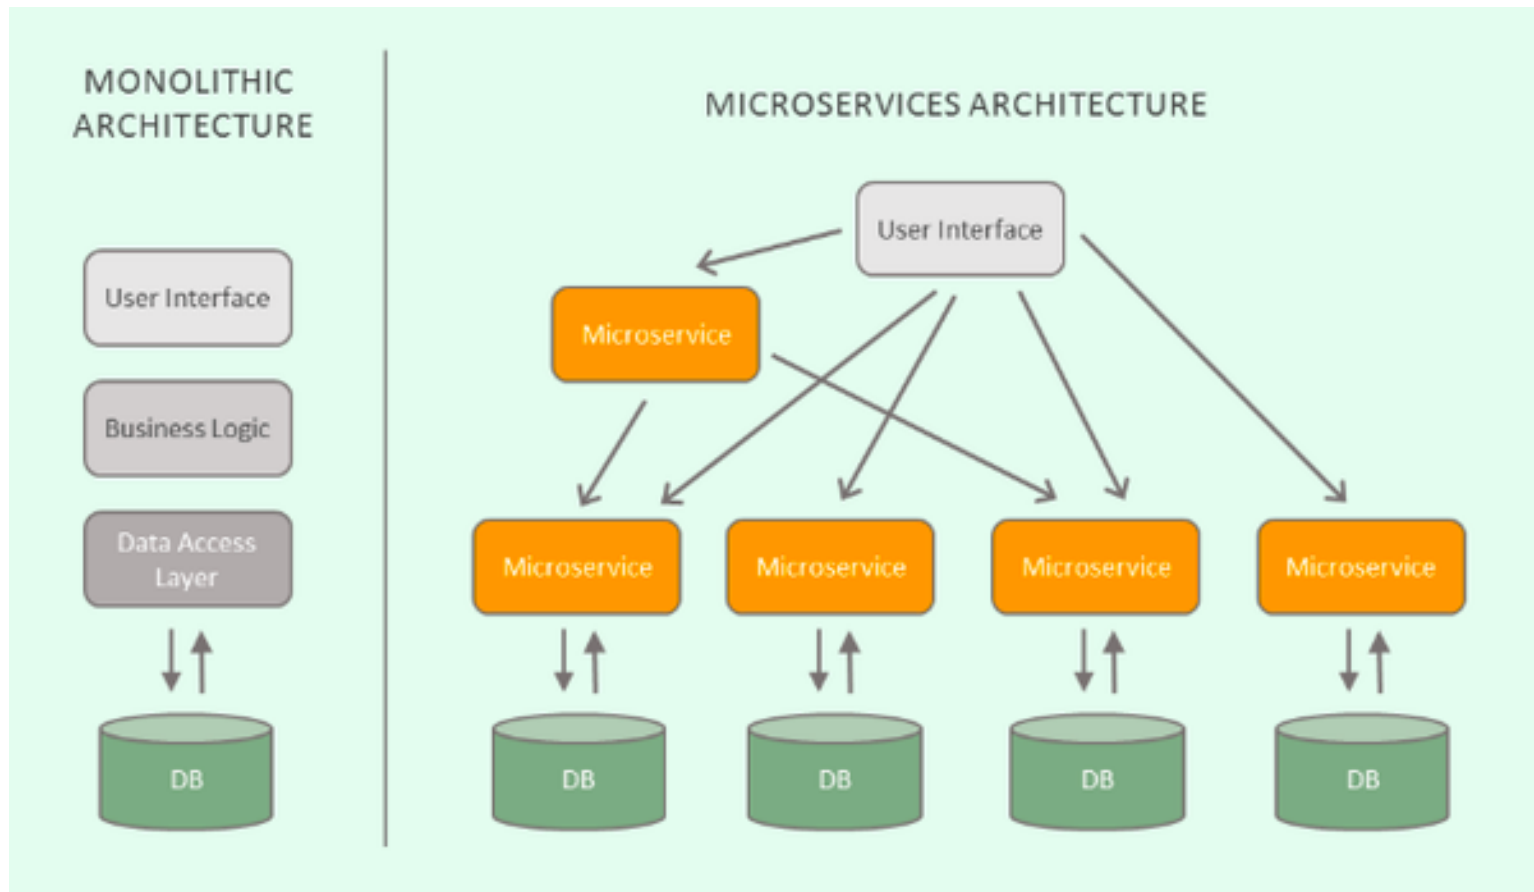 MONOLITHIC
ARCHITECTURE
User Interface
Business Logic
Data Access
Layer
DB
MICROSERVICES ARCHITECTURE
User Interface
Microservice
Microservice
Microservice
Microservice
Microservice
DB
DB
DB
DB